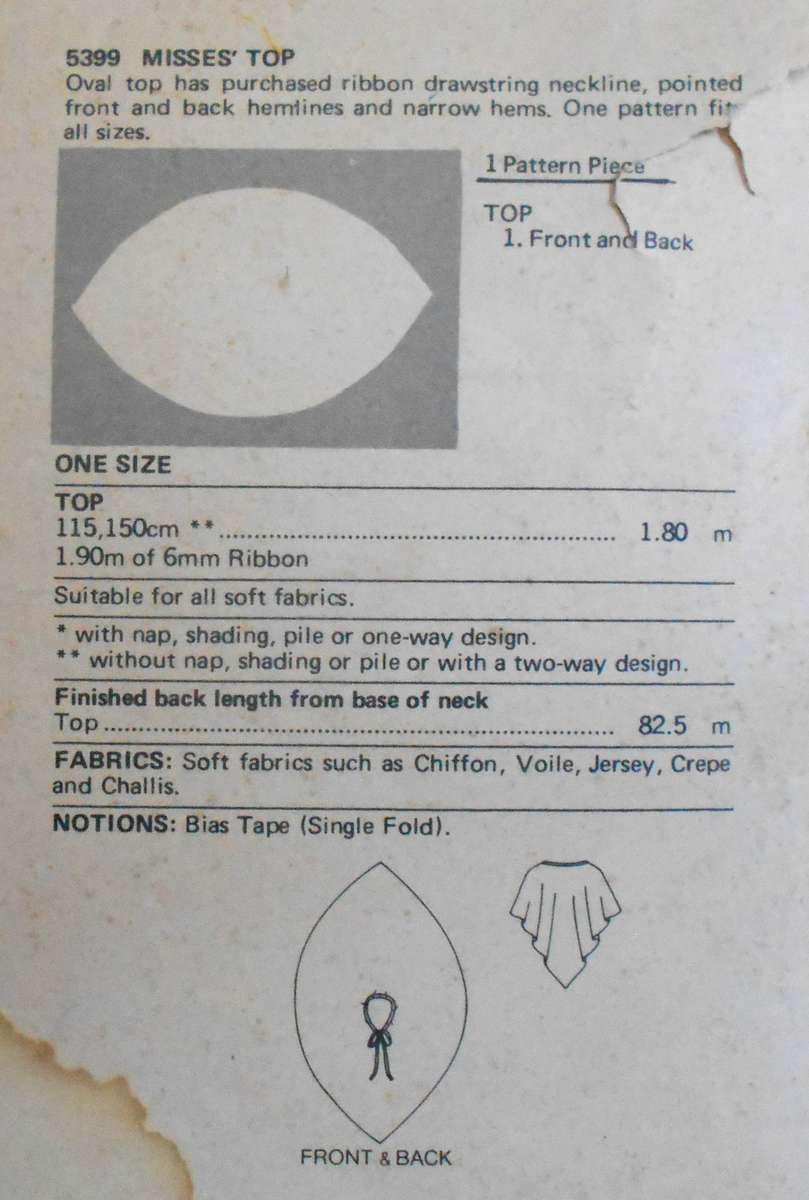 5399 MISSES' TOP
Oval top has purchased ribbon drawstring neckline, pointed
front and back hemlines and narrow hems. One pattern fits
all sizes.
1 Pattern Piece
TOP
1. Front and Back
ONE SIZE
TOP
115,150cm **.......................................................... 1.80 m
1.90m of 6mm Ribbon
Suitable for all soft fabrics.
* with nap, shading, pile or one-way design.
** without nap, shading or pile or with a two-way design.
Finished back length from base of neck
Top.......................................................................... 82.5 m
FABRICS: Soft fabrics such as Chiffon, Voile, Jersey, Crepe
and Challis.
NOTIONS: Bias Tape (Single Fold).
FRONT & BACK